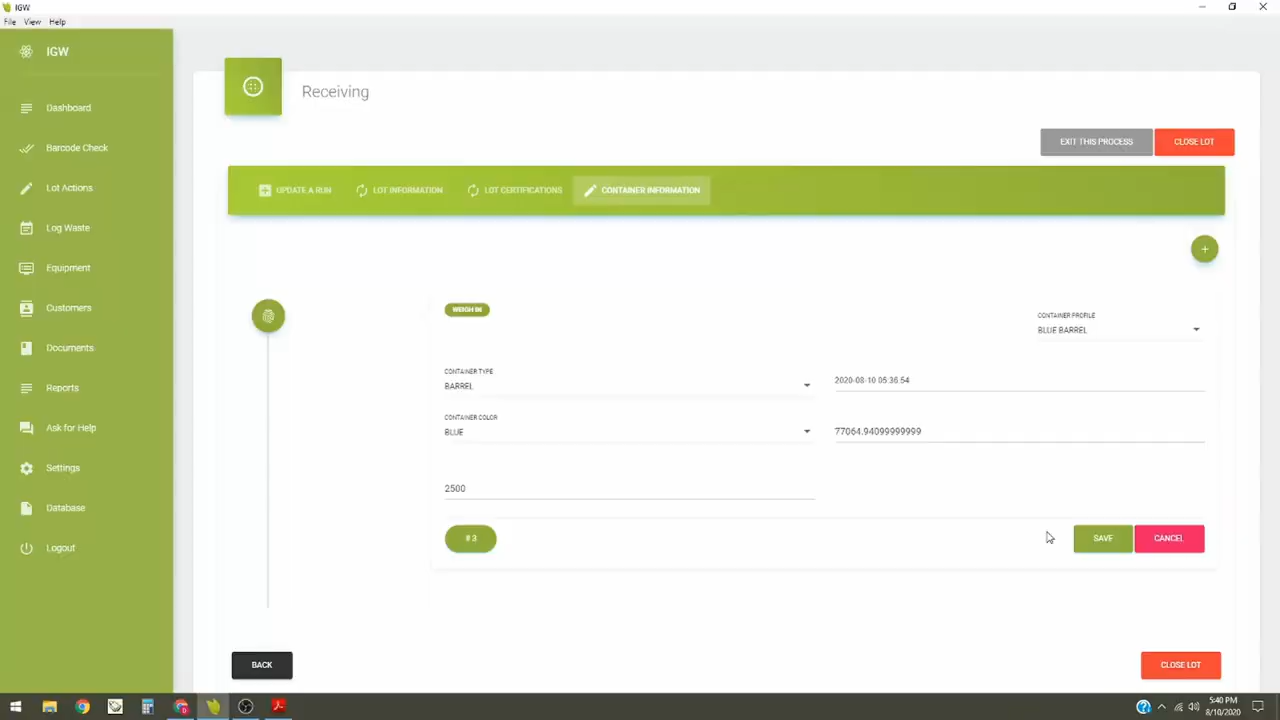 IGW
File View Help
IGW
Dashboard
Barcode Check
Lot Actions
Log Waste
Equipment
Customers
Documents
Reports
Ask for Help
Settings
Database
Logout
Receiving
EXIT THIS PROCESS
CLOSE LOT
UPDATE A RUN
LOT INFORMATION
LOT CERTIFICATIONS
CONTAINER INFORMATION
+
WEIGH IN
CONTAINER PROFILE
BLUE BARREL
CONTAINER TYPE
BARREL
2020-08-10 05:36:54
CONTAINER COLOR
BLUE
77064.94099999999
2500
# 3
SAVE
CANCEL
BACK
CLOSE LOT
5:40 PM
8/10/2020